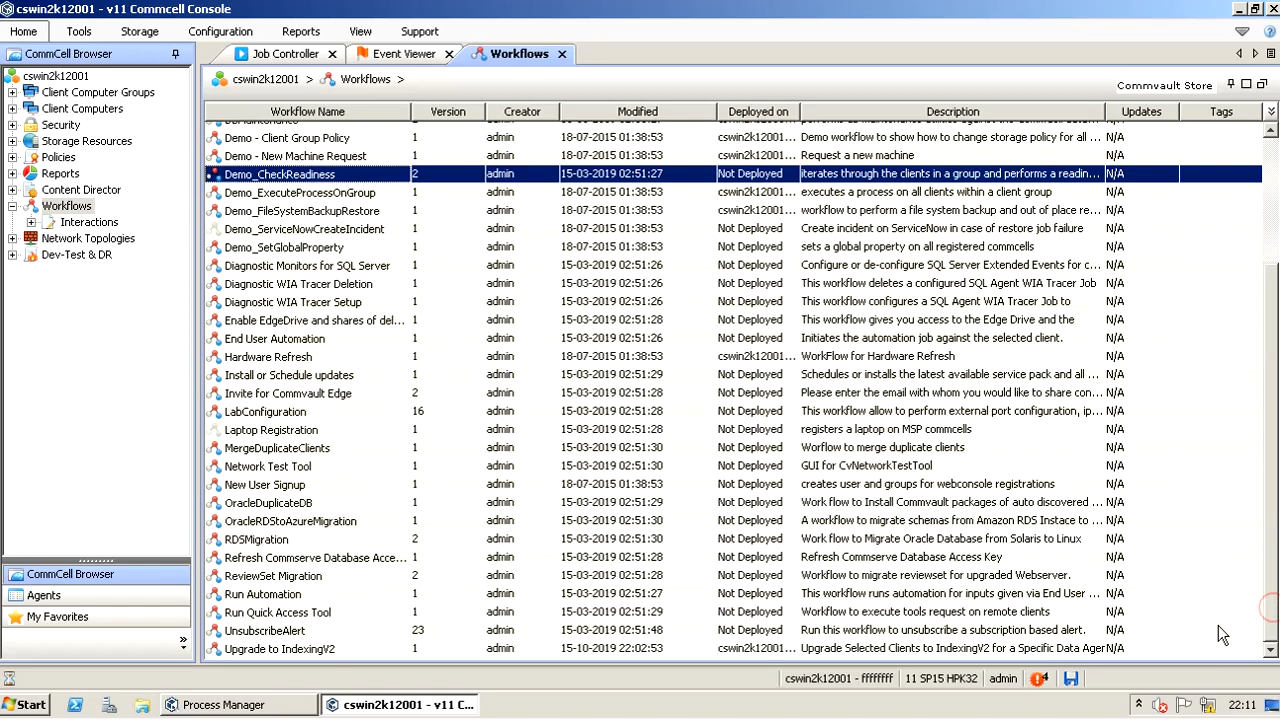 cswin2k12001 - v11 Commcell Console
Home Tools Storage Configuration Reports View Support
CommCell Browser
Job Controller Event Viewer Workflows
cswin2k12001
Client Computer Groups
Client Computers
Security
Storage Resources
Policies
Reports
Content Director
Workflows
Interactions
Network Topologies
Dev-Test & DR
CommCell Browser
Agents
My Favorites
»
cswin2k12001 > Workflows >
Commvault Store
Workflow Name Version Creator Modified Deployed on Description Updates Tags
Demo - Client Group Policy 1 admin 18-07-2015 01:38:53 cswin2k12001... Demo workflow to show how to change storage policy for all ... N/A
Demo - New Machine Request 1 admin 18-07-2015 01:38:53 cswin2k12001... Request a new machine N/A
Demo_CheckReadiness 2 admin 15-03-2019 02:51:27 Not Deployed iterates through the clients in a group and performs a readin... N/A
Demo_ExecuteProcessOnGroup 1 admin 18-07-2015 01:38:53 cswin2k12001... executes a process on all clients within a client group N/A
Demo_FileSystemBackupRestore 1 admin 18-07-2015 01:38:53 cswin2k12001... workflow to perform a file system backup and out of place re... N/A
Demo_ServiceNowCreateIncident 1 admin 15-03-2019 02:51:27 Not Deployed Create incident on ServiceNow in case of restore job failure N/A
Demo_SetGlobalProperty 1 admin 18-07-2015 01:38:53 cswin2k12001... sets a global property on all registered commcells N/A
Diagnostic Monitors for SQL Server 1 admin 15-03-2019 02:51:26 Not Deployed Configure or de-configure SQL Server Extended Events for c... N/A
Diagnostic WIA Tracer Deletion 1 admin 15-03-2019 02:51:26 Not Deployed This workflow deletes a configured SQL Agent WIA Tracer Job N/A
Diagnostic WIA Tracer Setup 1 admin 15-03-2019 02:51:26 Not Deployed This workflow configures a SQL Agent WIA Tracer Job to N/A
Enable EdgeDrive and shares of del... 1 admin 15-03-2019 02:51:28 Not Deployed This workflow gives you access to the Edge Drive and the N/A
End User Automation 1 admin 15-03-2019 02:51:28 Not Deployed Initiates the automation job against the selected client. N/A
Hardware Refresh 1 admin 18-07-2015 01:38:53 cswin2k12001... WorkFlow for Hardware Refresh N/A
Install or Schedule updates 1 admin 15-03-2019 02:51:29 Not Deployed Schedules or installs the latest available service pack and all ... N/A
Invite for Commvault Edge 2 admin 15-03-2019 02:51:28 Not Deployed Please enter the email with whom you would like to share con... N/A
LabConfiguration 16 admin 15-03-2019 02:51:28 Not Deployed This workflow allow to perform external port configuration, ip... N/A
Laptop Registration 1 admin 15-03-2019 02:51:28 Not Deployed registers a laptop on MSP commcells N/A
MergeDuplicateClients 1 admin 15-03-2019 02:51:30 Not Deployed Worflow to merge duplicate clients N/A
Network Test Tool 1 admin 15-03-2019 02:51:30 Not Deployed GUI for CvNetworkTestTool N/A
New User Signup 1 admin 15-03-2019 02:51:30 Not Deployed creates user and groups for webconsole registrations N/A
OracleDuplicateDB 1 admin 15-03-2019 02:51:29 Not Deployed Work flow to Install Commvault packages of auto discovered ... N/A
OracleRDStoAzureMigration 1 admin 15-03-2019 02:51:30 Not Deployed A workflow to migrate schemas from Amazon RDS Instace to ... N/A
RDSMigration 2 admin 15-03-2019 02:51:30 Not Deployed Work flow to Migrate Oracle Database from Solaris to Linux N/A
Refresh Commserve Database Acce... 1 admin 15-03-2019 02:51:28 Not Deployed Refresh Commserve Database Access Key N/A
ReviewSet Migration 2 admin 15-03-2019 02:51:28 Not Deployed Workflow to migrate reviewset for upgraded Webserver. N/A
Run Automation 1 admin 15-03-2019 02:51:27 Not Deployed This workflow runs automation for inputs given via End User ... N/A
Run Quick Access Tool 1 admin 15-03-2019 02:51:29 Not Deployed Workflow to execute tools request on remote clients N/A
UnsubscribeAlert 23 admin 15-03-2019 02:51:48 Not Deployed Run this workflow to unsubscribe a subscription based alert. N/A
Upgrade to IndexingV2 1 admin 15-10-2019 22:02:53 cswin2k12001... Upgrade Selected Clients to IndexingV2 for a Specific Data Agen N/A
cswin2k12001 - ffffffff 11 SP15 HPK32 admin 4
Start Process Manager cswin2k12001 - v11 C... 22:11